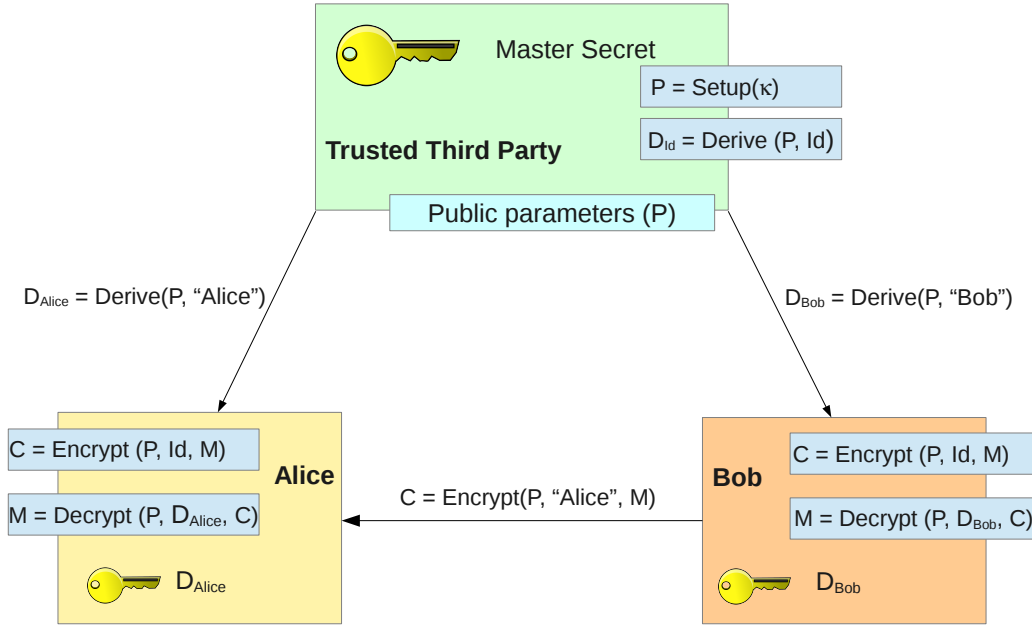 Master Secret
P = Setup(κ)
D_Id = Derive (P, Id)
Trusted Third Party
Public parameters (P)
D_Alice = Derive(P, “Alice”)
D_Bob = Derive(P, “Bob”)
C = Encrypt (P, Id, M)
Alice
M = Decrypt (P, D_Alice, C)
D_Alice
C = Encrypt(P, “Alice”, M)
C = Encrypt (P, Id, M)
Bob
M = Decrypt (P, D_Bob, C)
D_Bob